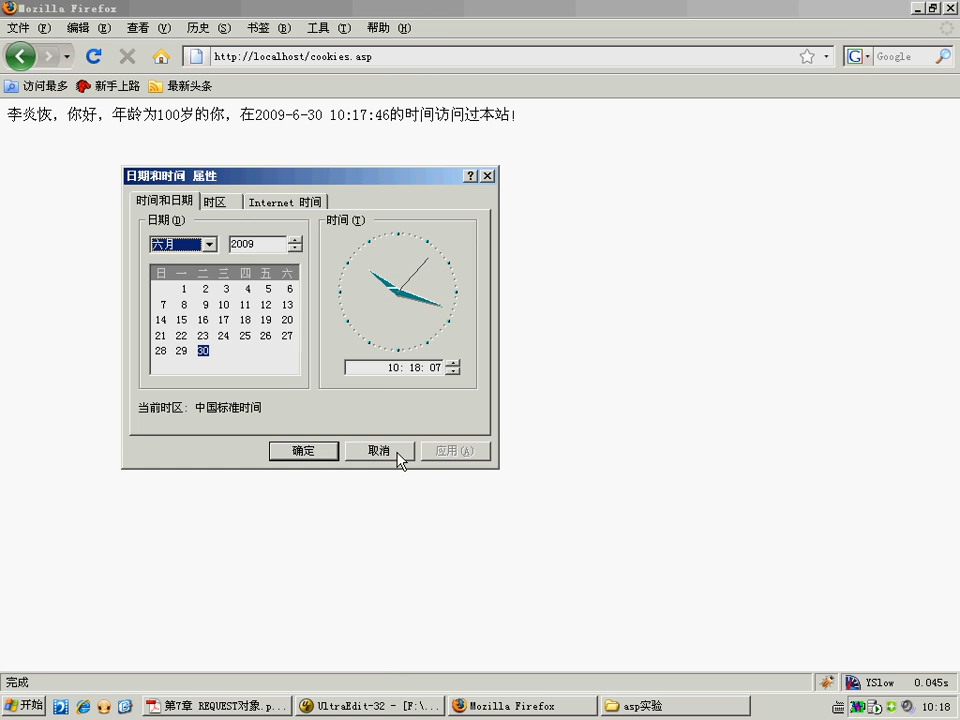 Mozilla Firefox
文件 (F) 编辑 (E) 查看 (V) 历史 (S) 书签 (B) 工具 (T) 帮助 (H)
http://localhost/cookies.asp
G Google
访问最多 新手上路 最新头条
李炎恢, 你好, 年龄为100岁的你, 在2009-6-30 10:17:46的时间访问过本站!
日期和时间 属性
时间和日期 时区 Internet 时间
日期(D)
时间(T)
六月 2009
日 一 二 三 四 五 六
1 2 3 4 5 6
7 8 9 10 11 12 13
14 15 16 17 18 19 20
21 22 23 24 25 26 27
28 29 30
10: 18: 07
当前时区: 中国标准时间
确定 取消 应用(A)
完成
YSlow 0.045s
开始 第7章 REQUEST对象.p... UltraEdit-32 - [F:\... Mozilla Firefox asp实验 10:18